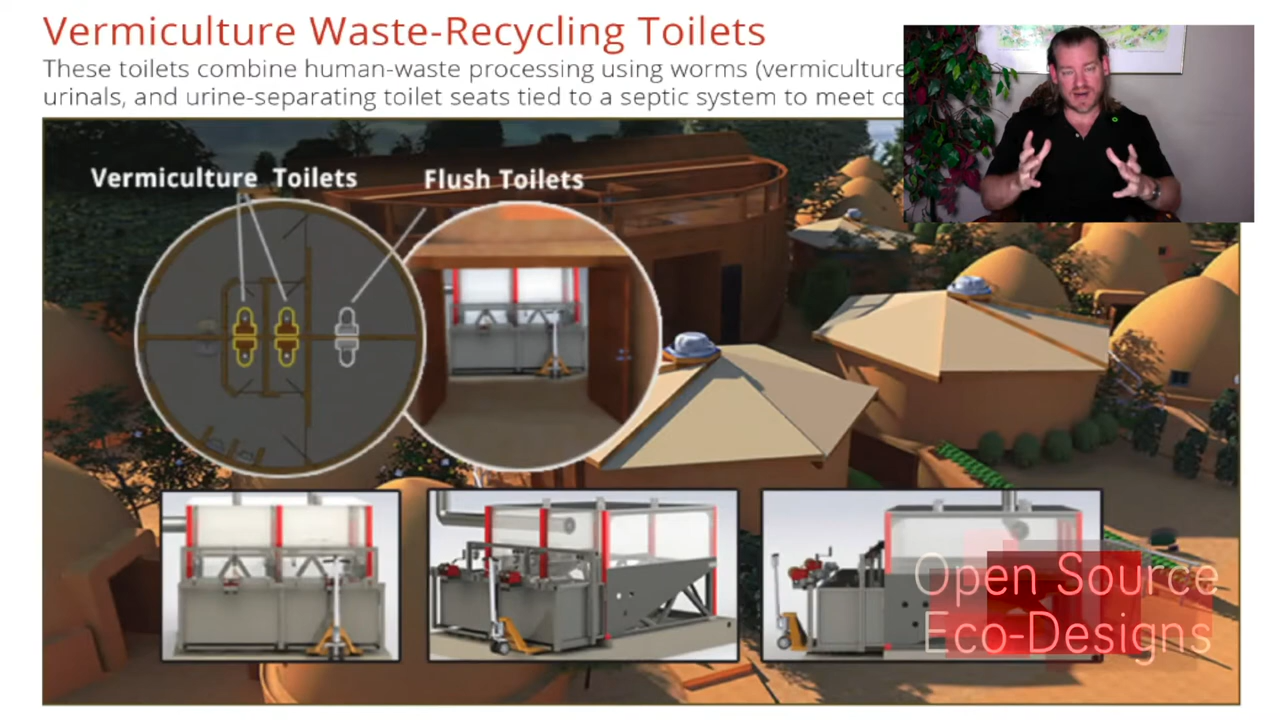 Vermiculture Waste-Recycling Toilets
These toilets combine human-waste processing using worms (vermiculture
urinals, and urine-separating toilet seats tied to a septic system to meet co
Vermiculture Toilets
Flush Toilets
Open Source
Eco-Designs